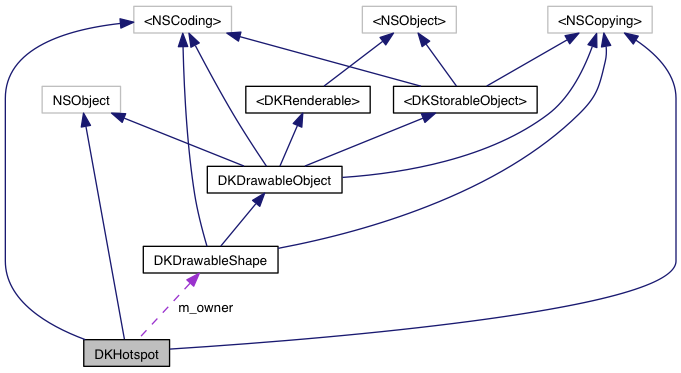 <NSCoding>
<NSObject>
<NSCopying>
NSObject
<DKRenderable>
<DKStorableObject>
DKDrawableObject
DKDrawableShape
m_owner
DKHotspot